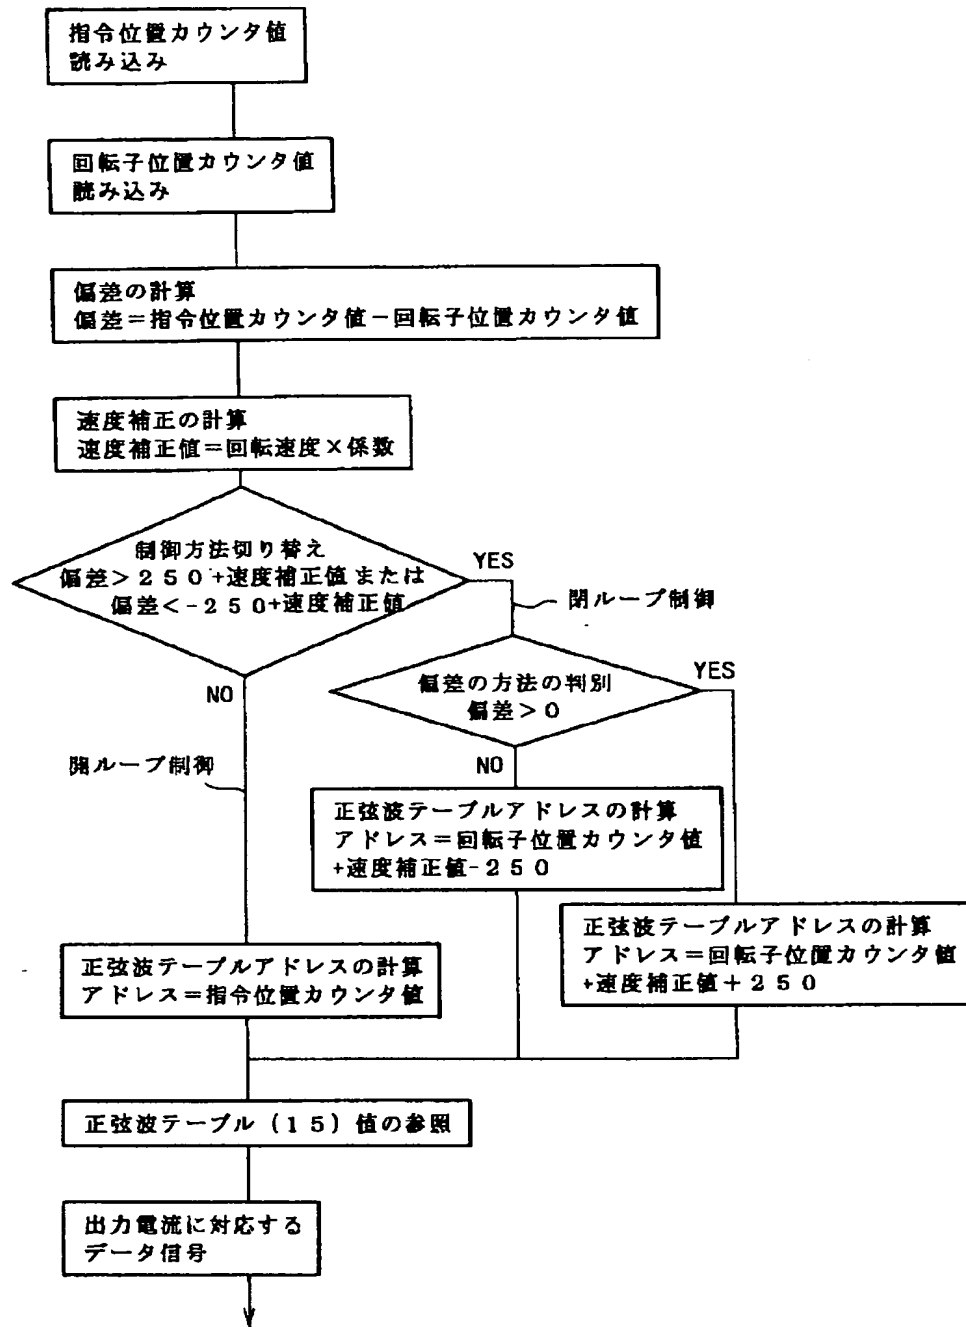 指令位置カウンタ値
読み込み
回転子位置カウンタ値
読み込み
偏差の計算
偏差=指令位置カウンタ値-回転子位置カウンタ値
速度補正の計算
速度補正値=回転速度×係数
制御方法切り替え
偏差>250+速度補正値または
偏差<-250+速度補正値
YES
閉ループ制御
NO
偏差の方法の判別
偏差>0
YES
開ループ制御
NO
正弦波テーブルアドレスの計算
アドレス=回転子位置カウンタ値
+速度補正値-250
正弦波テーブルアドレスの計算
アドレス=回転子位置カウンタ値
+速度補正値+250
正弦波テーブルアドレスの計算
アドレス=指令位置カウンタ値
正弦波テーブル(15)値の参照
出力電流に対応する
データ信号